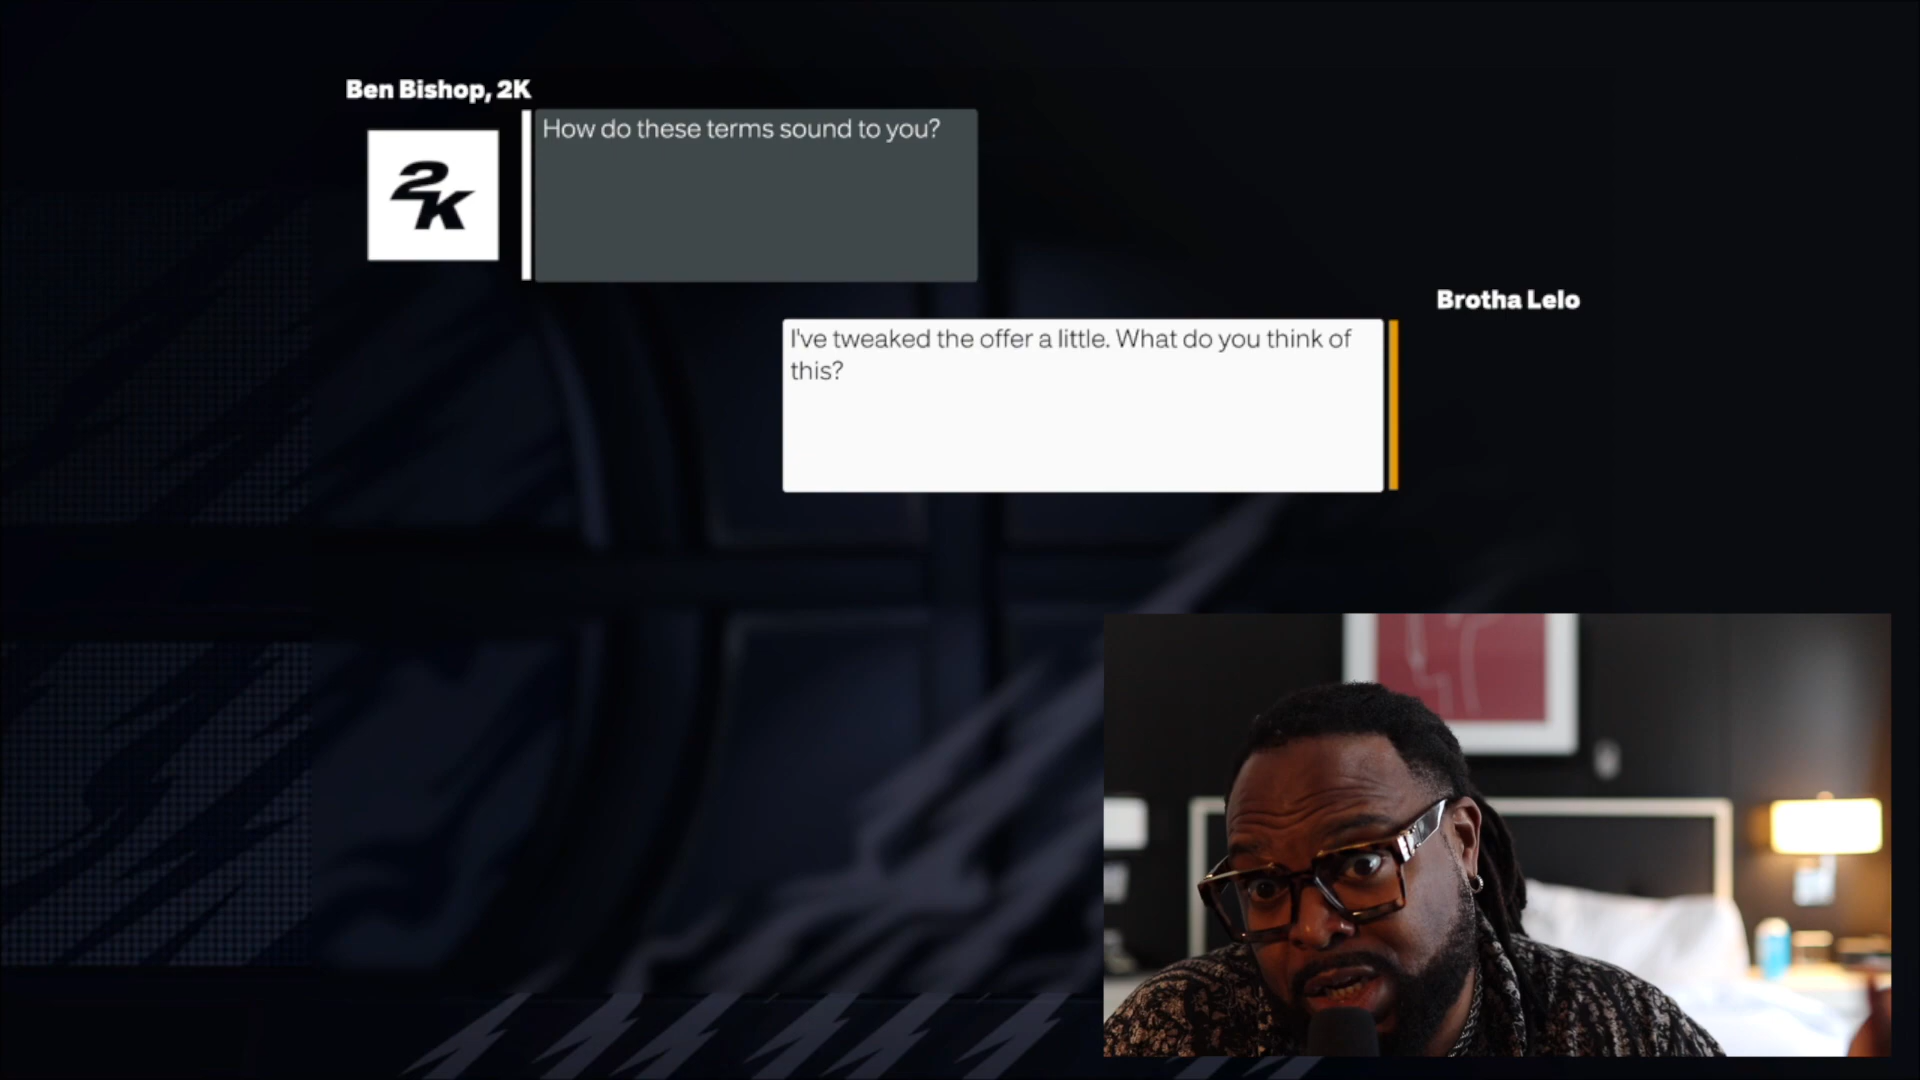 Ben Bishop, 2K
2K
How do these terms sound to you?
Brotha Lelo
I've tweaked the offer a little. What do you think of
this?